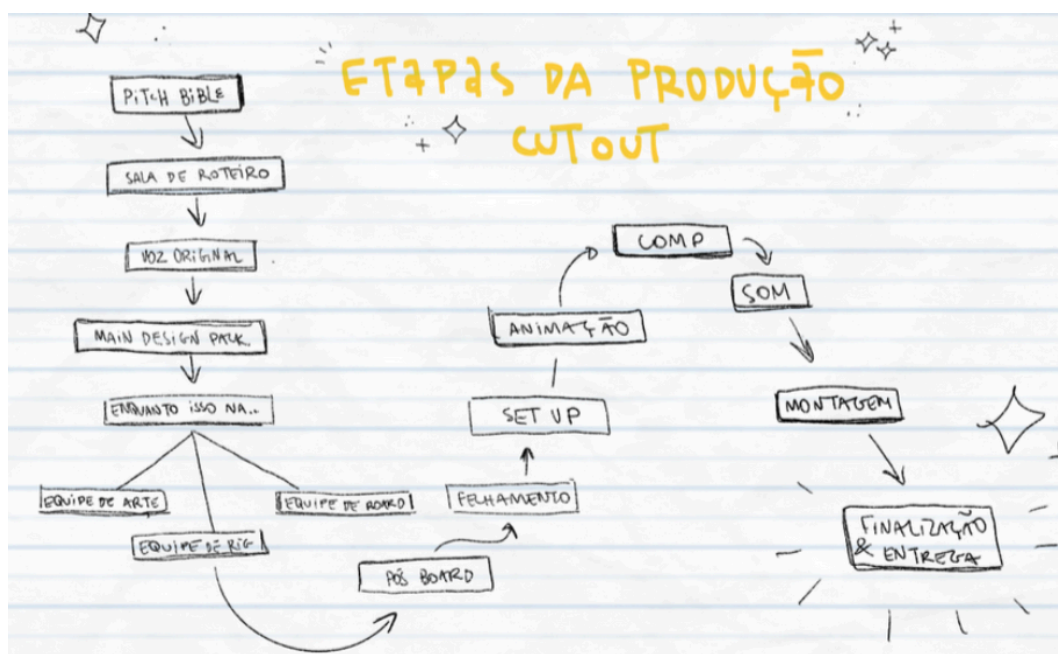 ETAPAS DA PRODUÇÃO
CUTOUT
PITCH BIBLE
SALA DE ROTEIRO
VOZ ORIGINAL
MAIN DESIGN PACK
ENQUANTO ISSO NA..
EQUIPE DE ARTE
EQUIPE DE RIG
EQUIPE DE BOARD
PÓS BOARD
FECHAMENTO
SET UP
ANIMAÇÃO
COMP
SOM
MONTAGEM
FINALIZAÇÃO
& ENTREGA